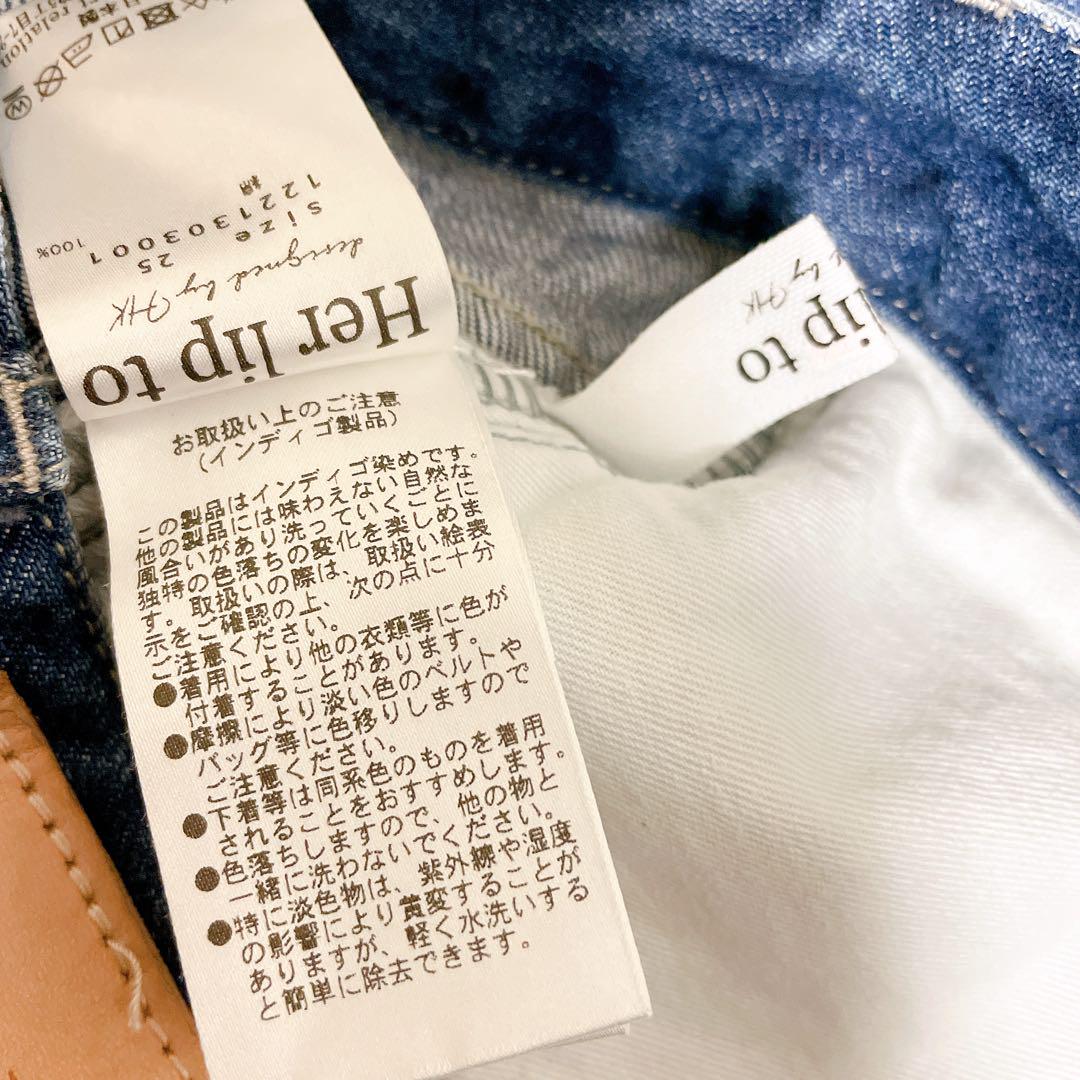 Her lip to
designed by HK
size 25
1221303001
綿 100%
日本製
お取扱い上のご注意
(インディゴ製品)
この製品はインディゴ染めです。
他の製品には味わえない自然な
風合いがあり洗っていくごとに
独特の色落ちの変化を楽しめま
す。取扱いの際は、取扱い絵表
示をご確認の上、次の点に十分
ご注意ください。
●着用により他の衣類等に色が
付着することがあります。
●摩擦により淡い色のベルトや
バッグ等に色移りしますので
ご注意ください。
●下着等は同系色のものを着用
されることをおすすめします。
●色落ちしますので、他の物と
一緒に洗わないでください。
●特に淡色物は、紫外線や湿度
の影響により黄変することが
ありますが、軽く水洗いする
と簡単に除去できます。
lip to
by HK